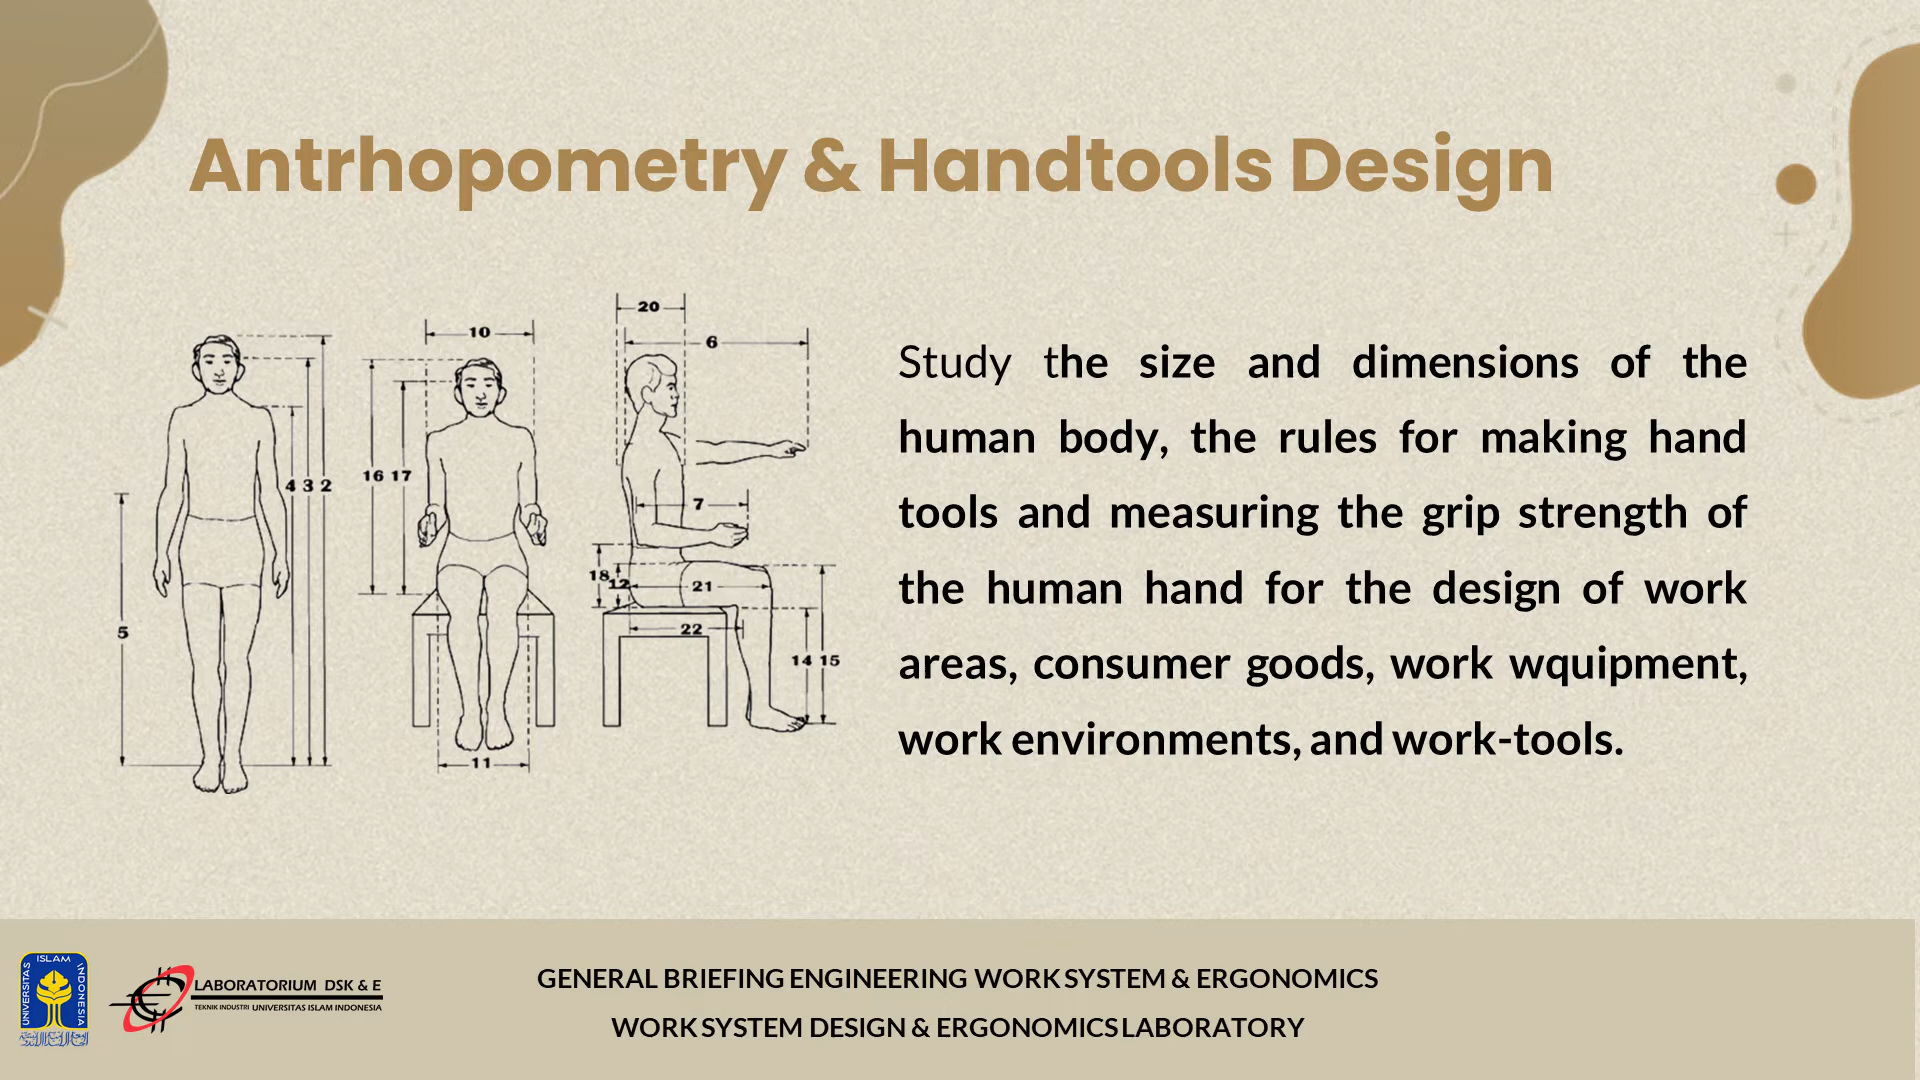 Antrhopometry & Handtools Design
20
10
6
Study the size and dimensions of the
human body, the rules for making hand
tools and measuring the grip strength of
the human hand for the design of work
areas, consumer goods, work wquipment,
work environments, and work-tools.
4 3 2
16 17
7
18
12
21
5
22
14 15
11
UNIVERSITAS ISLAM INDONESIA
LABORATORIUM DSK & E
TEKNIK INDUSTRI UNIVERSITAS ISLAM INDONESIA
GENERAL BRIEFING ENGINEERING WORK SYSTEM & ERGONOMICS
WORK SYSTEM DESIGN & ERGONOMICS LABORATORY